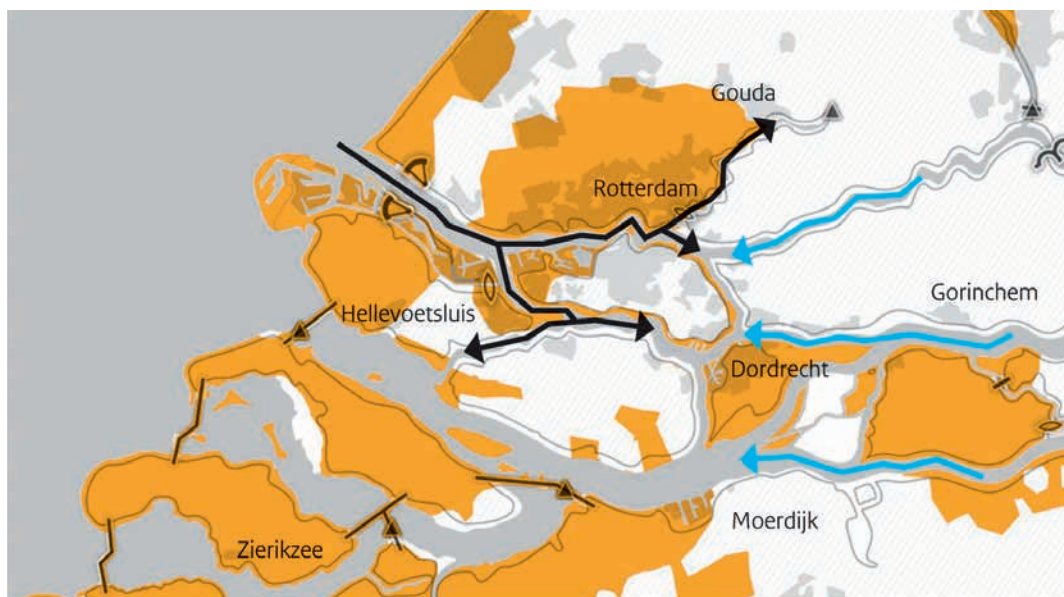 Gouda
Rotterdam
Gorinchem
Hellevoetsluis
Dordrecht
Moerdijk
Zierikzee